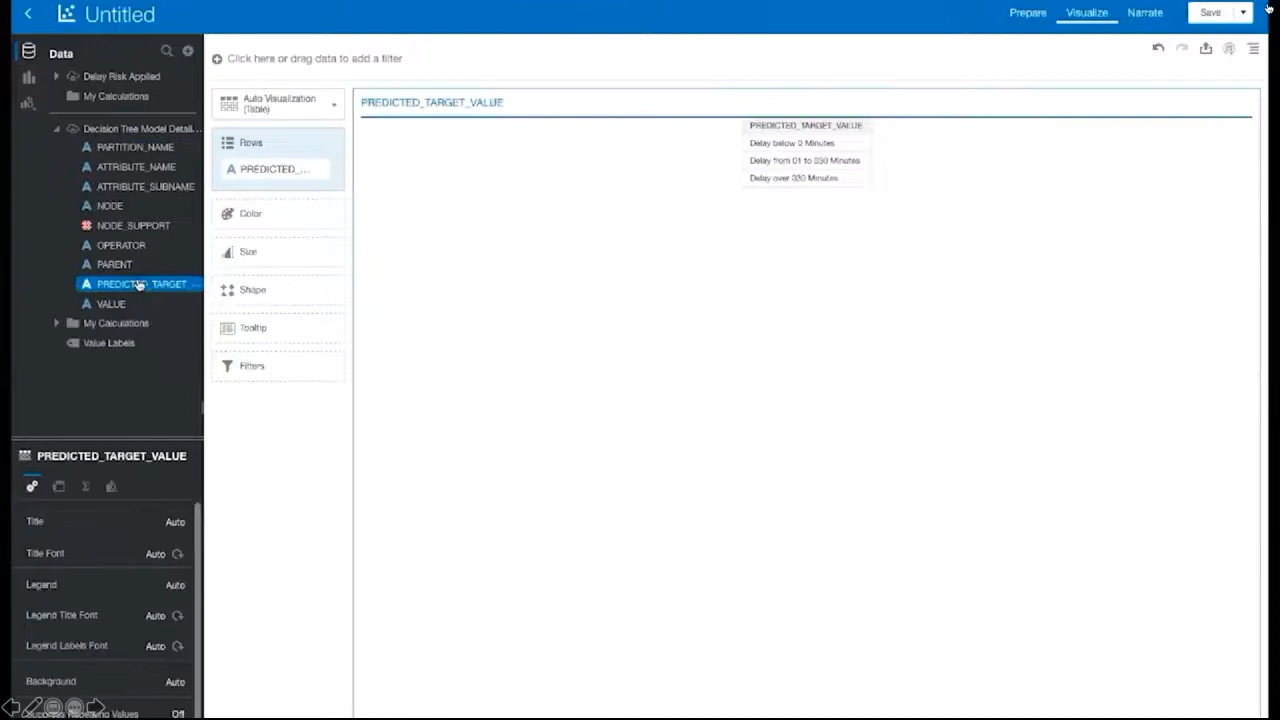 Untitled
Prepare
Visualize
Narrate
Save
Data
Delay Risk Applied
My Calculations
Decision Tree Model Detail...
PARTITION_NAME
ATTRIBUTE_NAME
ATTRIBUTE_SUBNAME
NODE
NODE_SUPPORT
OPERATOR
PARENT
PREDICTED_TARGET
VALUE
My Calculations
Value Labels
PREDICTED_TARGET_VALUE
Title Auto
Title Font Auto
Legend Auto
Legend Title Font Auto
Legend Labels Font Auto
Background Auto
Suppress Repeating Values Off
Click here or drag data to add a filter
Auto Visualization
(Table)
Rows
PREDICTED_...
Color
Size
Shape
Tooltip
Filters
PREDICTED_TARGET_VALUE
PREDICTED_TARGET_VALUE
Delay below 0 Minutes
Delay from 01 to 030 Minutes
Delay over 030 Minutes